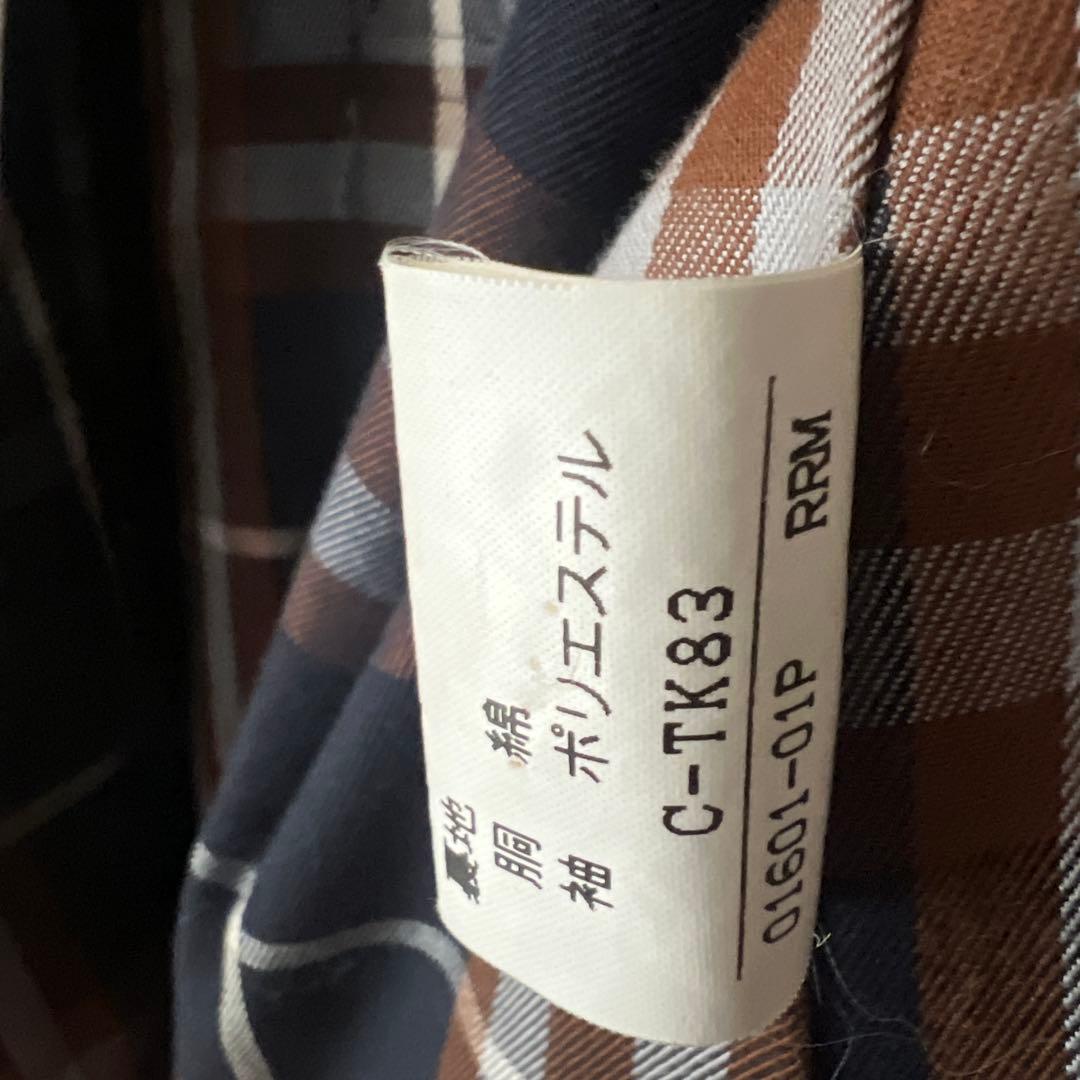 裏地
胴 綿
袖 ポリエステル
C-TK83
01601-01P RRM